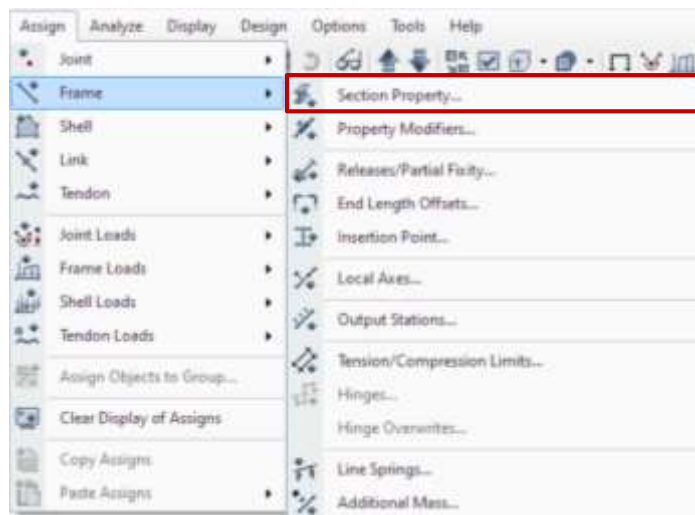 Assign Analyze Display Design Options Tools Help
Joint
Frame
Shell
Link
Tendon
Joint Loads
Frame Loads
Shell Loads
Tendon Loads
Assign Objects to Group...
Clear Display of Assigns
Copy Assigns
Paste Assigns
Section Property...
Property Modifiers...
Releases/Partial Fixity...
End Length Offsets...
Insertion Point...
Local Axes...
Output Stations...
Tension/Compression Limits...
Hinges...
Hinge Overwrites...
Line Springs...
Additional Mass...